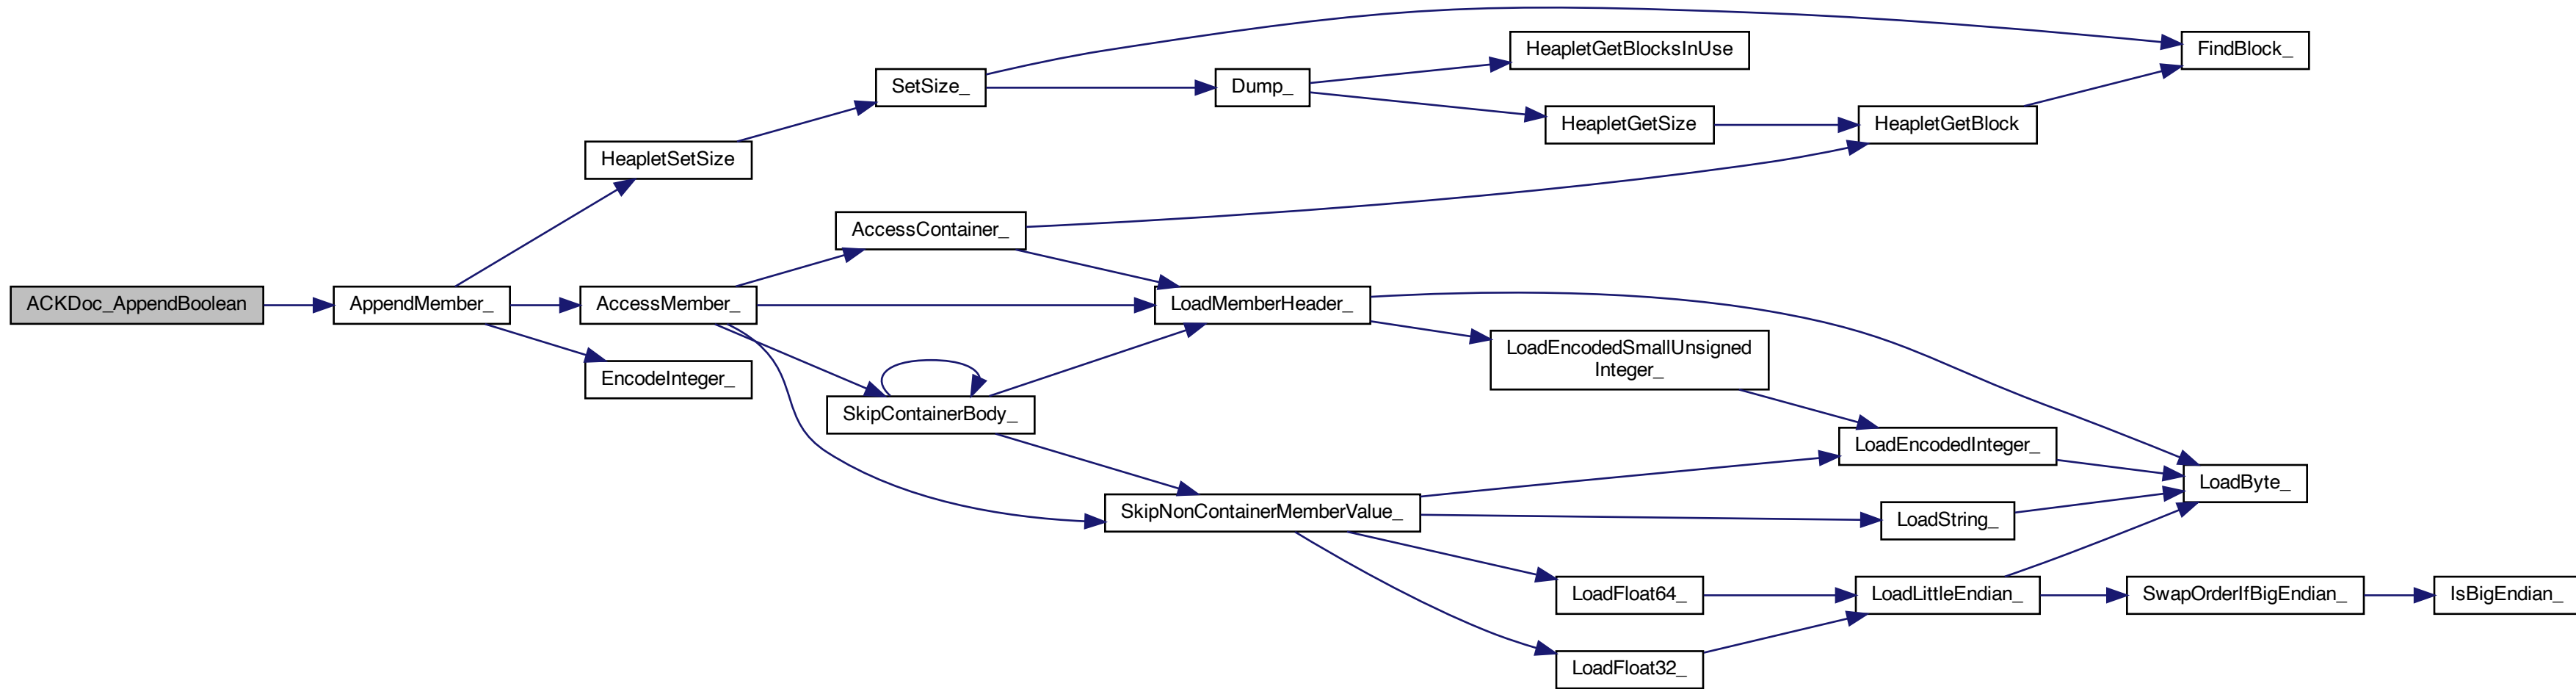 ACKDoc_AppendBoolean
AppendMember_
HeapletSetSize
AccessMember_
EncodeInteger_
SetSize_
AccessContainer_
SkipContainerBody_
Dump_
LoadMemberHeader_
SkipNonContainerMemberValue_
HeapletGetBlocksInUse
HeapletGetSize
LoadEncodedSmallUnsigned
Integer_
LoadFloat64_
LoadFloat32_
HeapletGetBlock
LoadEncodedInteger_
LoadString_
LoadLittleEndian_
FindBlock_
LoadByte_
SwapOrderIfBigEndian_
IsBigEndian_